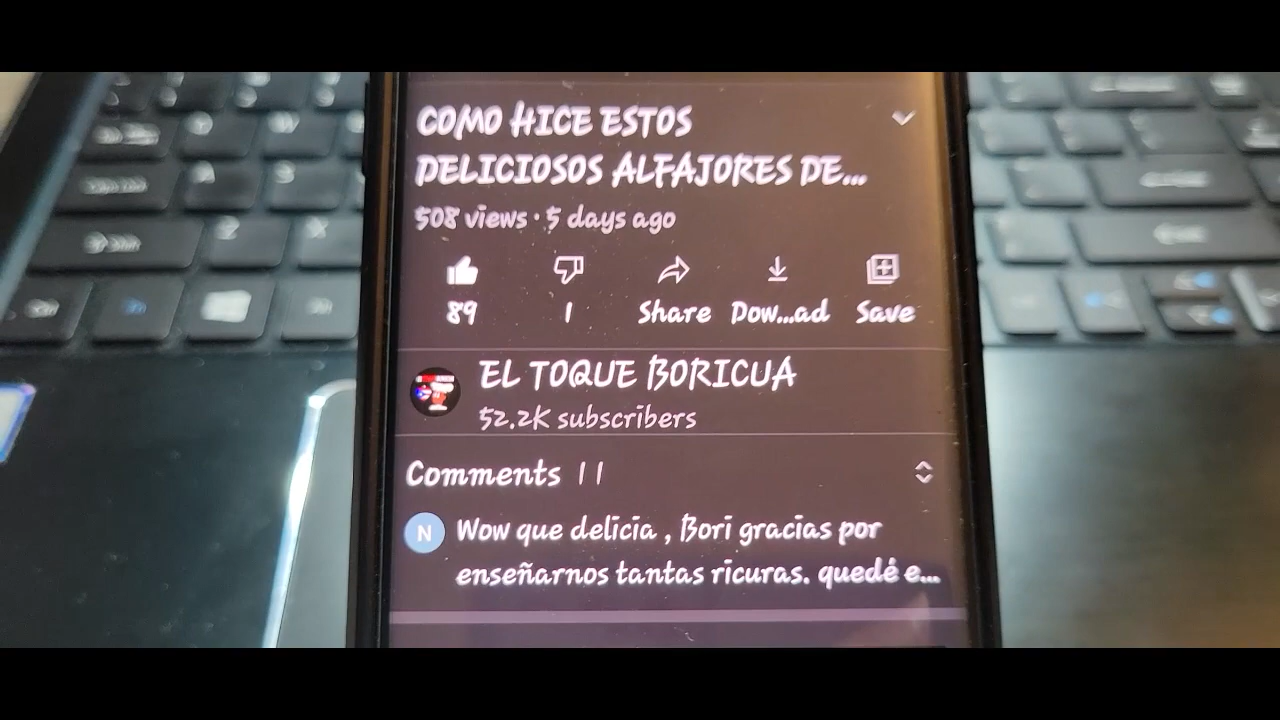 COMO HICE ESTOS
DELICIOSOS ALFAJORES DE...
508 views · 5 days ago
89
1
Share
Dow...ad
Save
EL TOQUE BORICUA
52.2K subscribers
Comments 11
N
Wow que delicia , Bori gracias por
enseñarnos tantas ricuras. quedé e...